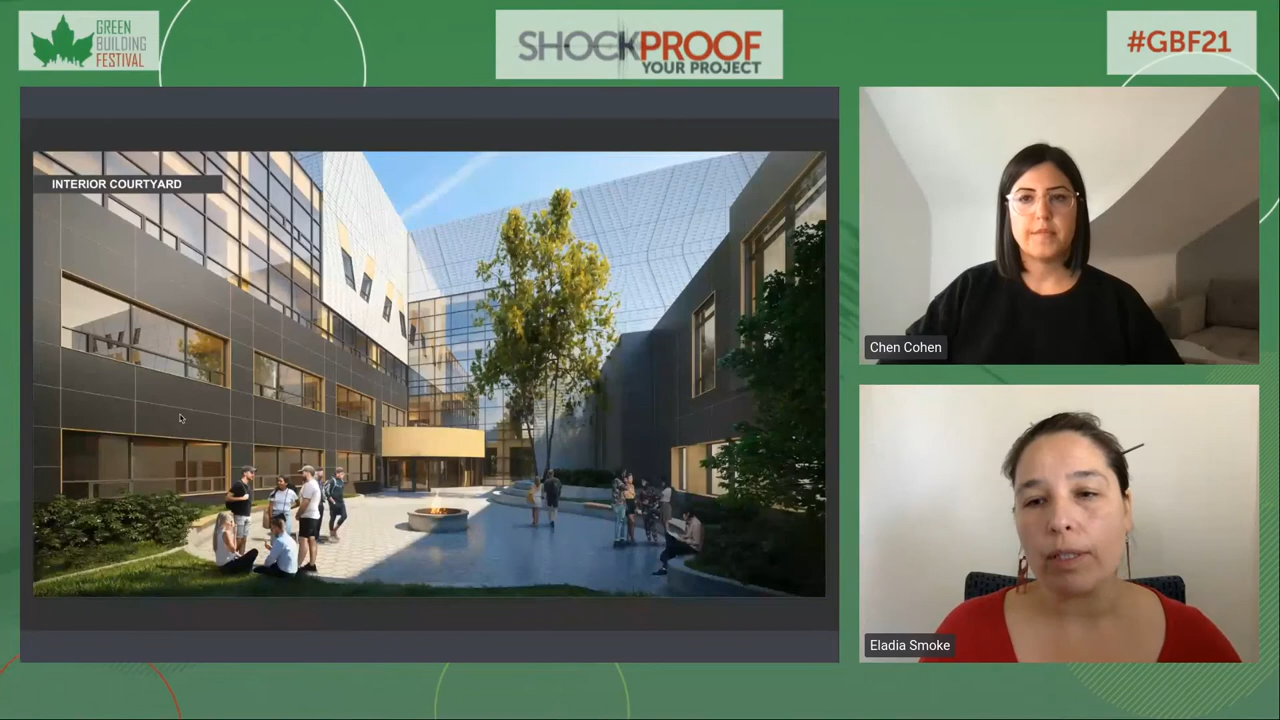 GREEN
BUILDING
FESTIVAL
SHOCKPROOF
YOUR PROJECT
#GBF21
INTERIOR COURTYARD
Chen Cohen
Eladia Smoke